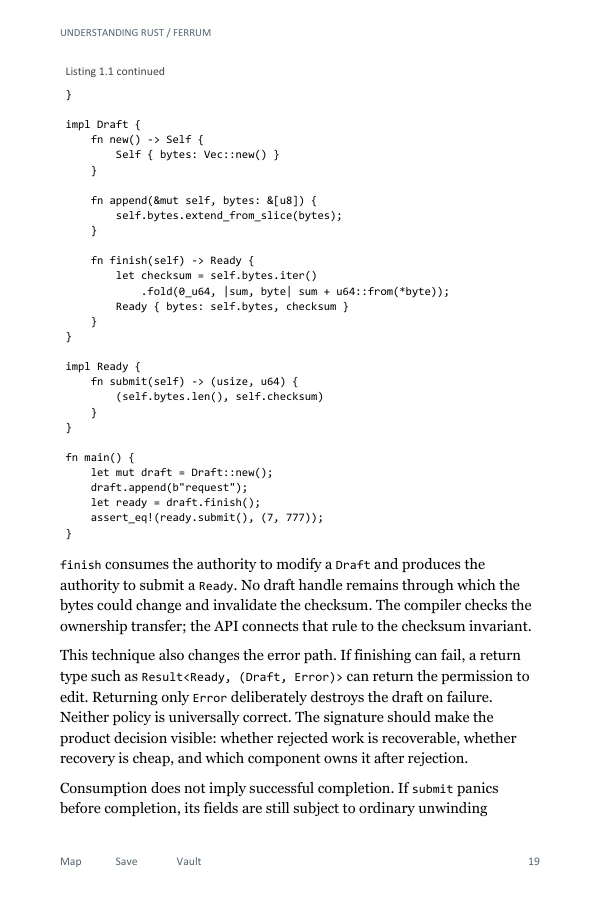 UNDERSTANDING RUST / FERRUM
Listing 1.1 continued
}

impl Draft {
    fn new() -> Self {
        Self { bytes: Vec::new() }
    }

    fn append(&mut self, bytes: &[u8]) {
        self.bytes.extend_from_slice(bytes);
    }

    fn finish(self) -> Ready {
        let checksum = self.bytes.iter()
            .fold(0_u64, |sum, byte| sum + u64::from(*byte));
        Ready { bytes: self.bytes, checksum }
    }
}

impl Ready {
    fn submit(self) -> (usize, u64) {
        (self.bytes.len(), self.checksum)
    }
}

fn main() {
    let mut draft = Draft::new();
    draft.append(b"request");
    let ready = draft.finish();
    assert_eq!(ready.submit(), (7, 777));
}
finish consumes the authority to modify a Draft and produces the
authority to submit a Ready. No draft handle remains through which the
bytes could change and invalidate the checksum. The compiler checks the
ownership transfer; the API connects that rule to the checksum invariant.
This technique also changes the error path. If finishing can fail, a return
type such as Result<Ready, (Draft, Error)> can return the permission to
edit. Returning only Error deliberately destroys the draft on failure.
Neither policy is universally correct. The signature should make the
product decision visible: whether rejected work is recoverable, whether
recovery is cheap, and which component owns it after rejection.
Consumption does not imply successful completion. If submit panics
before completion, its fields are still subject to ordinary unwinding
Map Save Vault 19